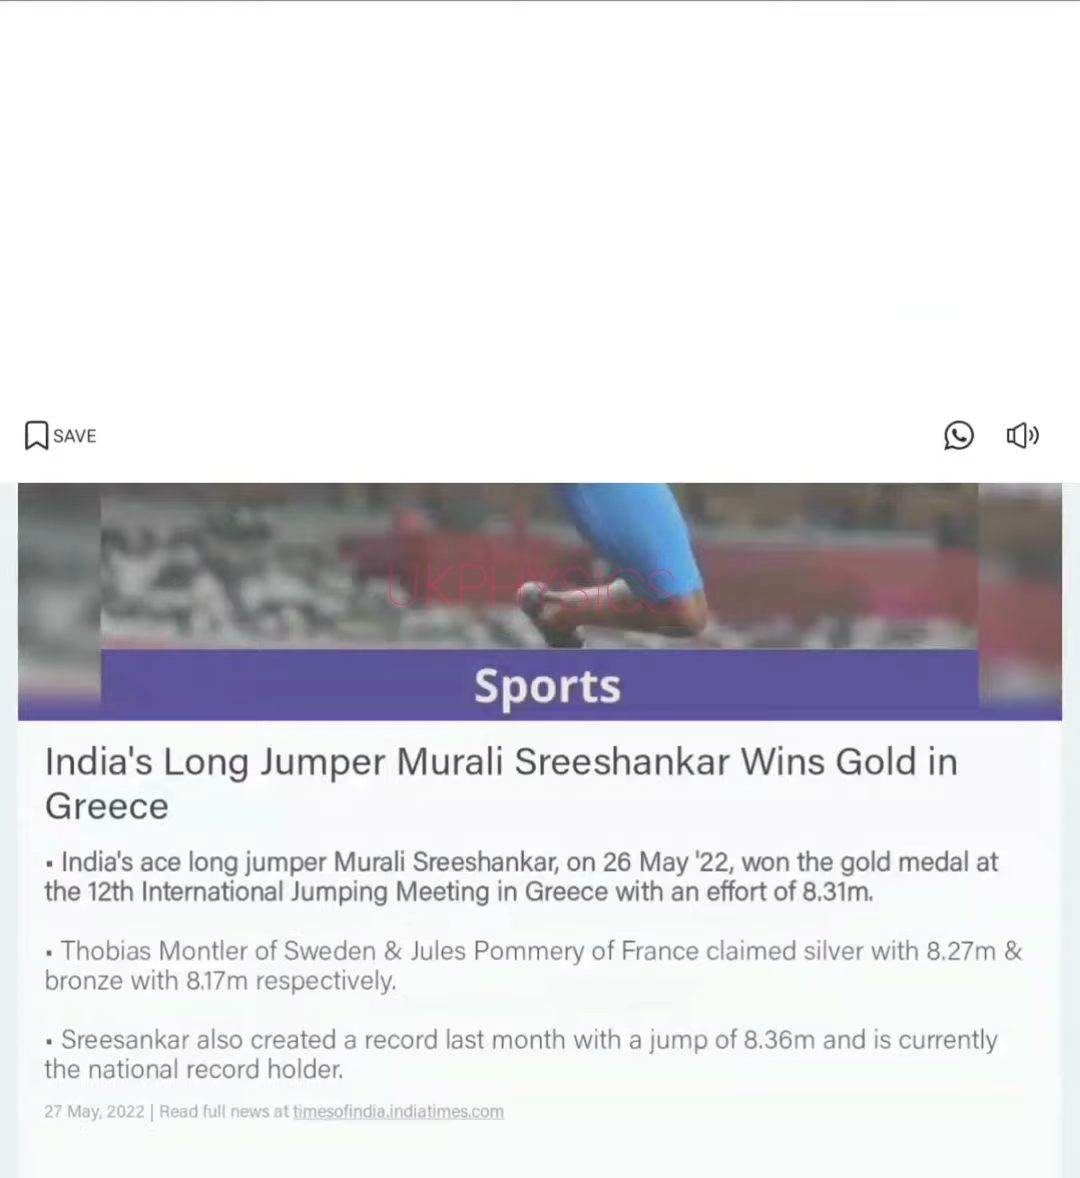 SAVE
UKPHYSICS
Sports
India's Long Jumper Murali Sreeshankar Wins Gold in
Greece
▪ India's ace long jumper Murali Sreeshankar, on 26 May '22, won the gold medal at
the 12th International Jumping Meeting in Greece with an effort of 8.31m.
▪ Thobias Montler of Sweden & Jules Pommery of France claimed silver with 8.27m &
bronze with 8.17m respectively.
▪ Sreesankar also created a record last month with a jump of 8.36m and is currently
the national record holder.
27 May, 2022 | Read full news at timesofindia.indiatimes.com